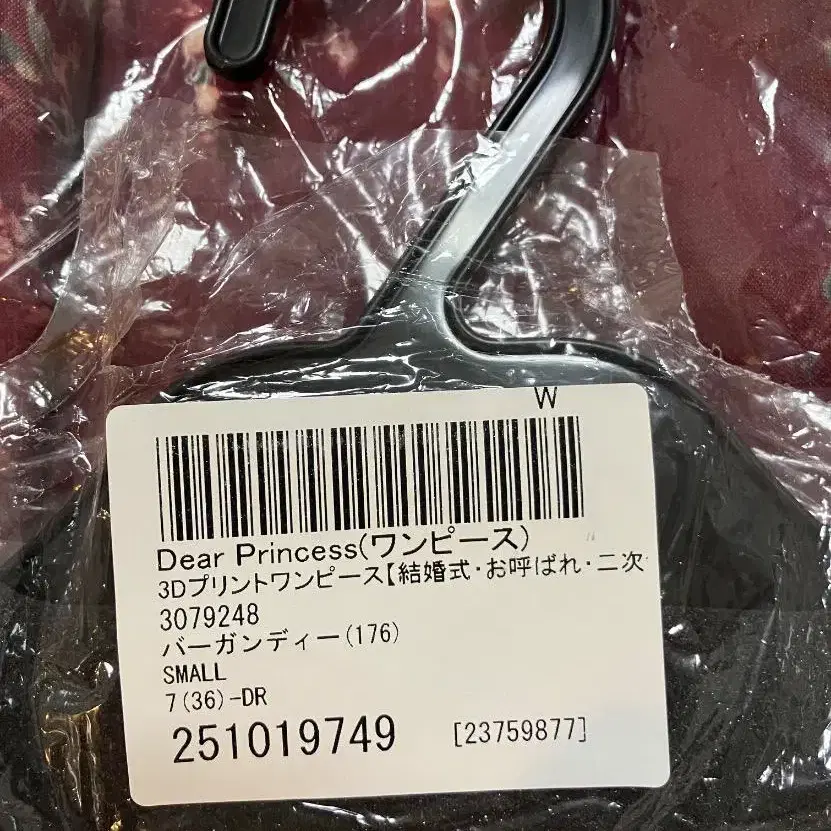 W
Dear Princess(ワンピース)
3Dプリントワンピース【結婚式・お呼ばれ・二次
3079248
バーガンディー(176)
SMALL
7(36)-DR
251019749 [23759877]